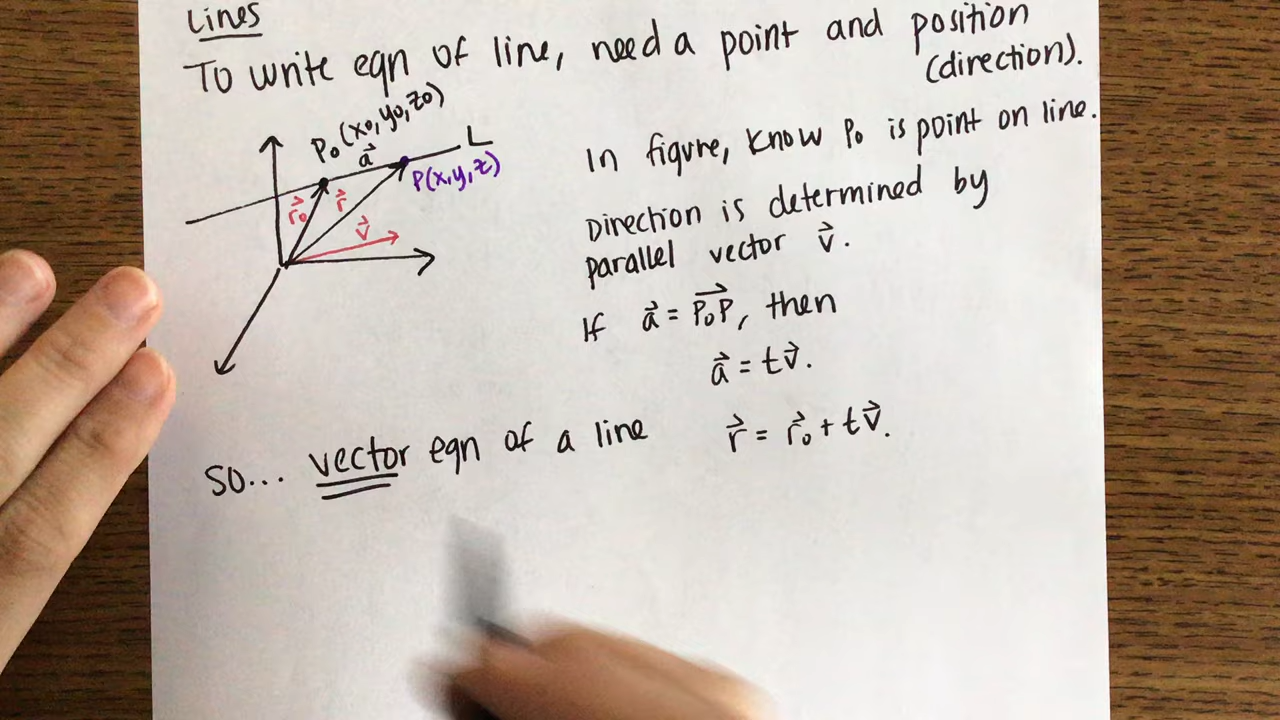 Lines
To write eqn of line, need a point and position
(direction).
P₀(x₀,y₀,z₀)
a⃗
L
P(x,y,z)
r⃗₀
r⃗
v⃗
In figure, know P₀ is point on line.
Direction is determined by
parallel vector v⃗.
If a⃗ = P₀P⃗, then
a⃗ = tv⃗.
So... vector eqn of a line r⃗ = r⃗₀ + tv⃗.